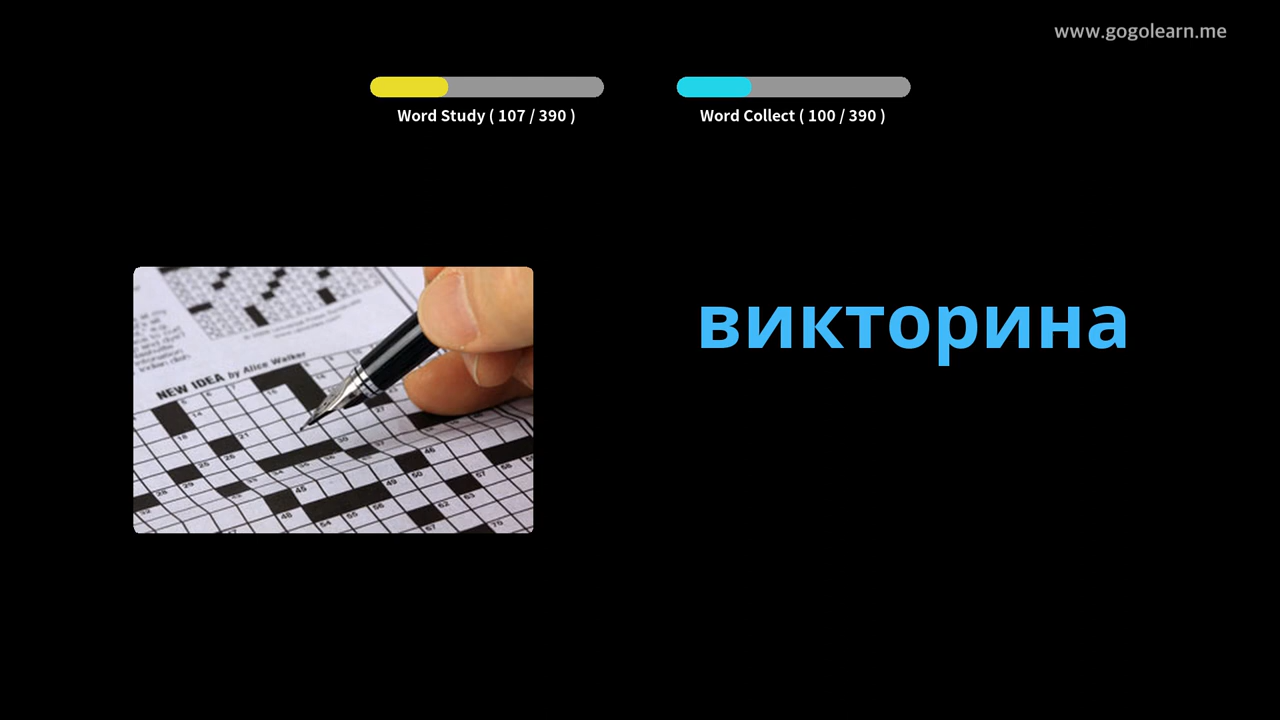 www.gogolearn.me
Word Study ( 107 / 390 )
Word Collect ( 100 / 390 )
викторина
NEW IDEA by Alice Walker